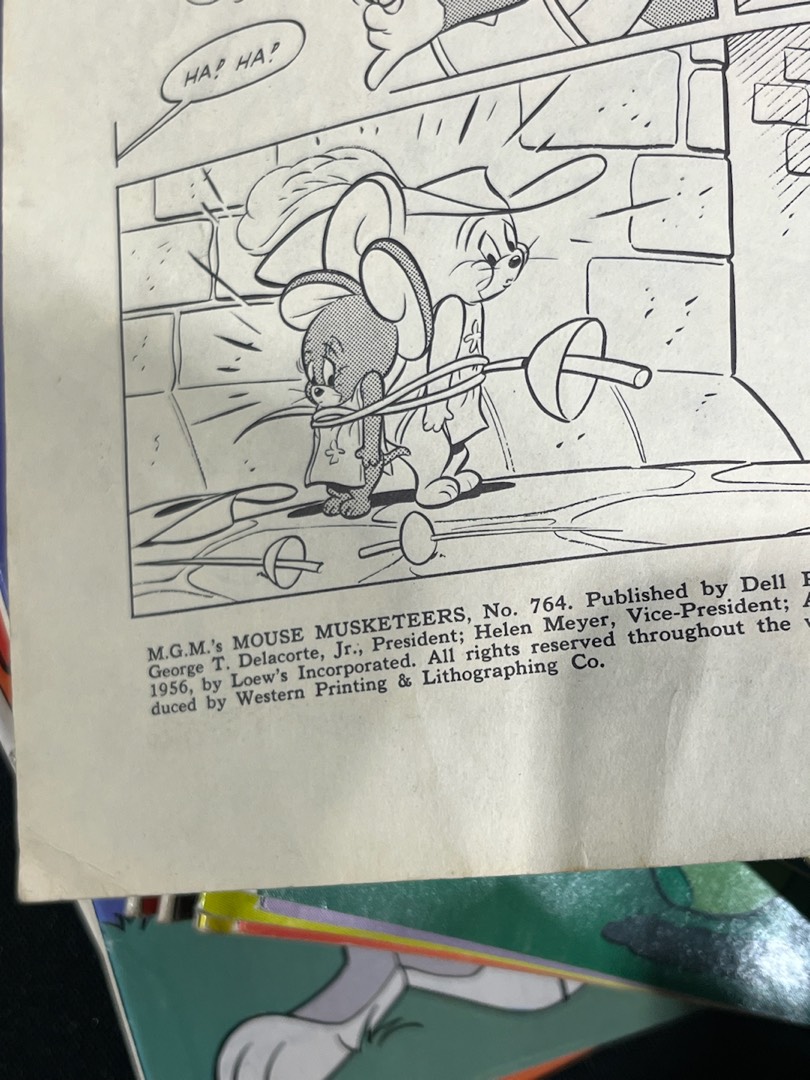 HA! HA!
M.G.M.'s MOUSE MUSKETEERS, No. 764. Published by Dell
George T. Delacorte, Jr., President; Helen Meyer, Vice-President;
1956, by Loew's Incorporated. All rights reserved throughout the
duced by Western Printing & Lithographing Co.